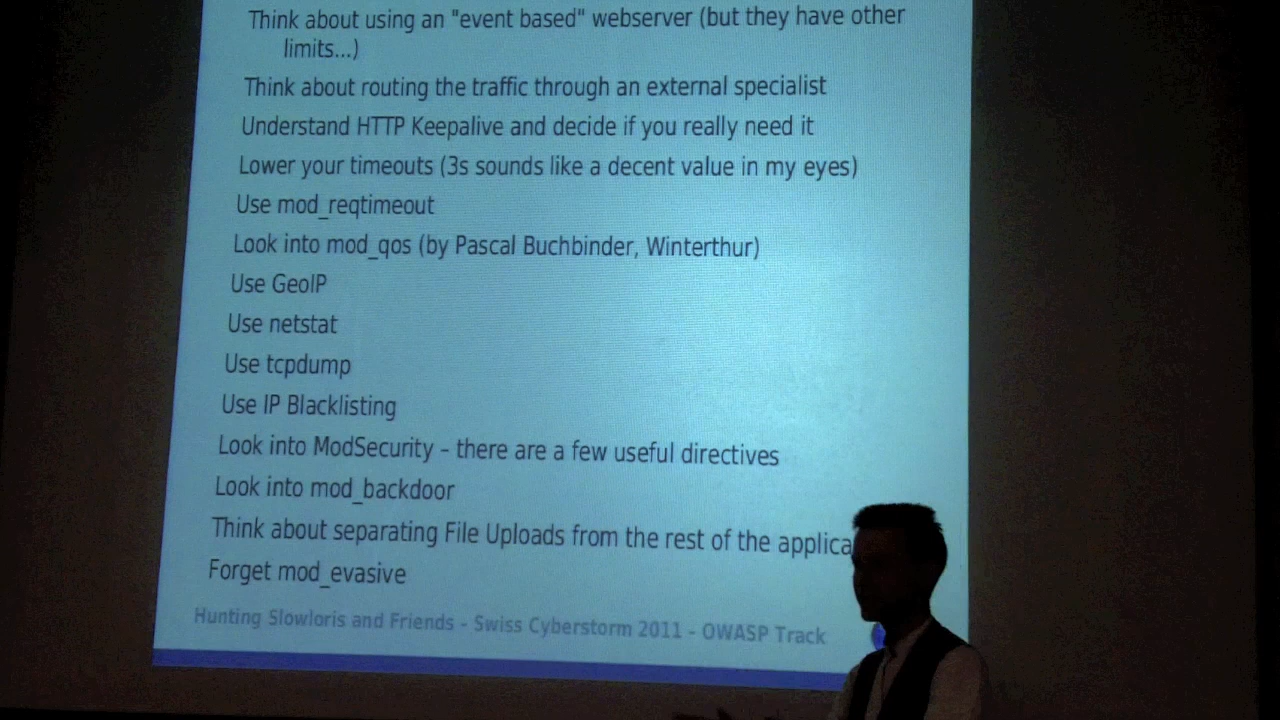 Think about using an "event based" webserver (but they have other
limits...)
Think about routing the traffic through an external specialist
Understand HTTP Keepalive and decide if you really need it
Lower your timeouts (3s sounds like a decent value in my eyes)
Use mod_reqtimeout
Look into mod_qos (by Pascal Buchbinder, Winterthur)
Use GeoIP
Use netstat
Use tcpdump
Use IP Blacklisting
Look into ModSecurity – there are a few useful directives
Look into mod_backdoor
Think about separating File Uploads from the rest of the applica
Forget mod_evasive
Hunting Slowloris and Friends - Swiss Cyberstorm 2011 - OWASP Track